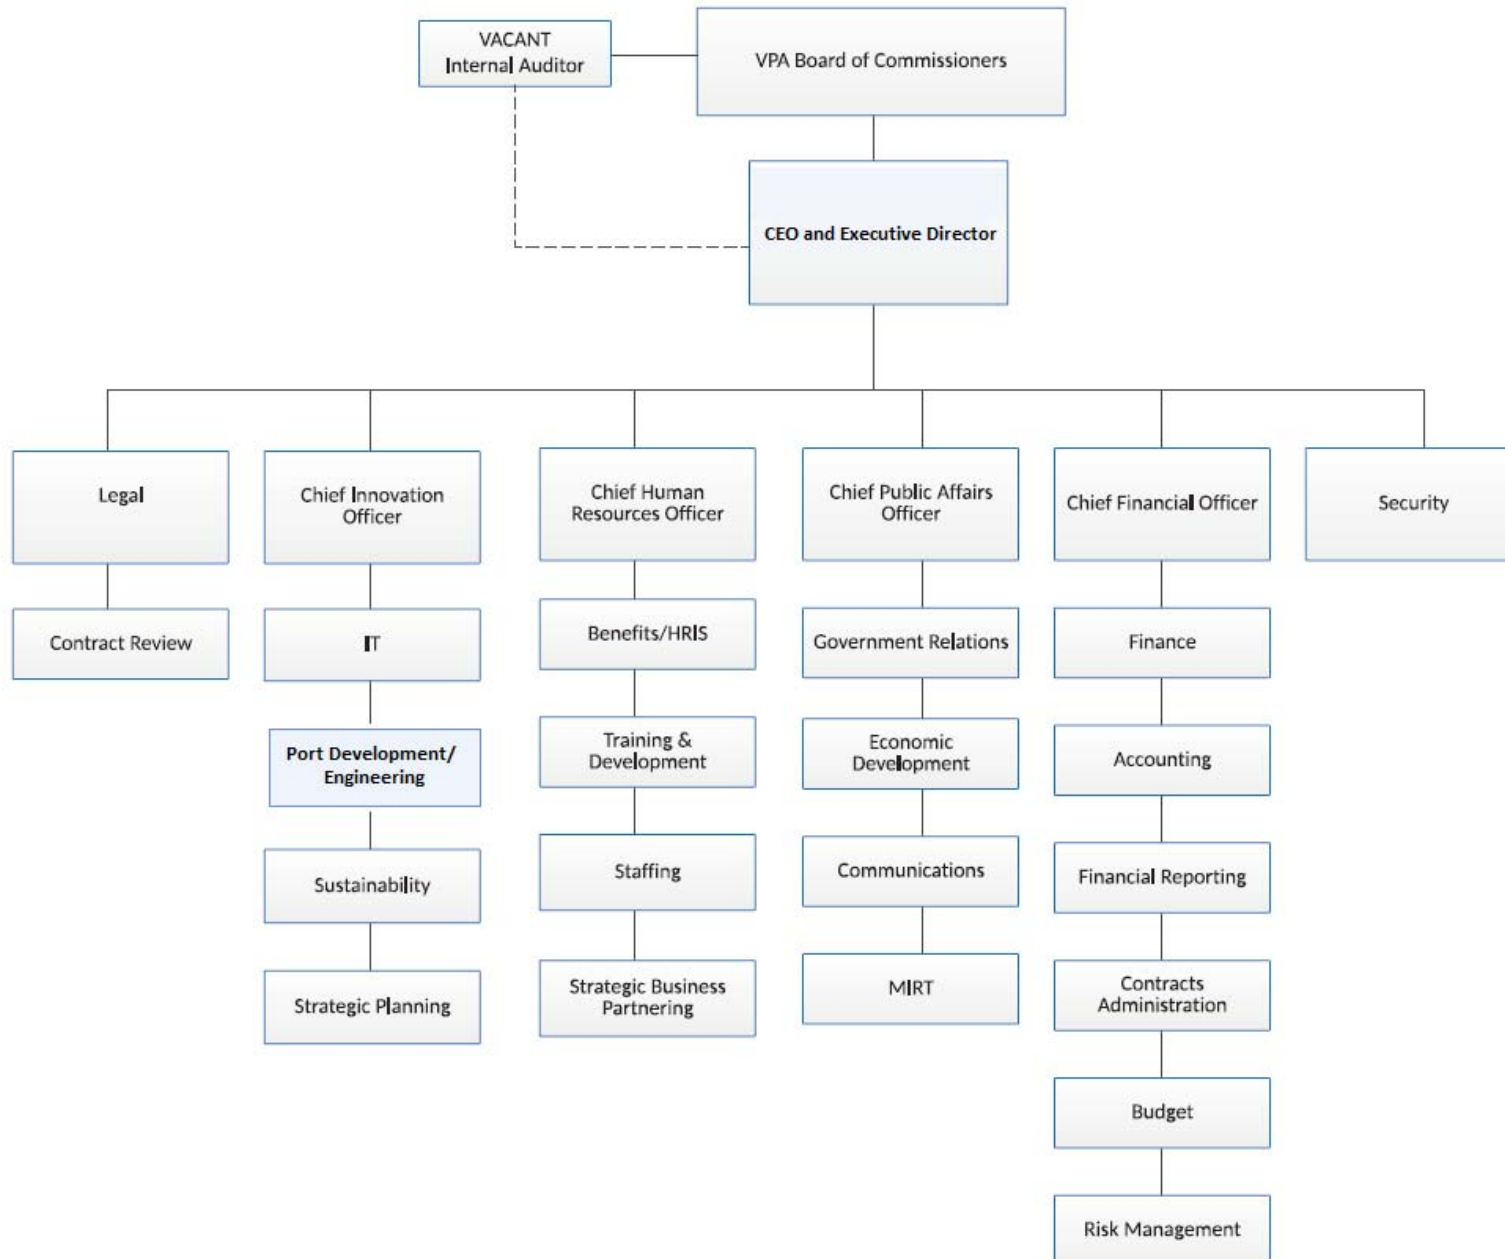 VACANT
Internal Auditor
VPA Board of Commissioners
CEO and Executive Director
Legal
Chief Innovation
Officer
Chief Human
Resources Officer
Chief Public Affairs
Officer
Chief Financial Officer
Security
Contract Review
IT
Port Development/
Engineering
Sustainability
Strategic Planning
Benefits/HRIS
Training &
Development
Staffing
Strategic Business
Partnering
Government Relations
Economic
Development
Communications
MIRT
Finance
Accounting
Financial Reporting
Contracts
Administration
Budget
Risk Management